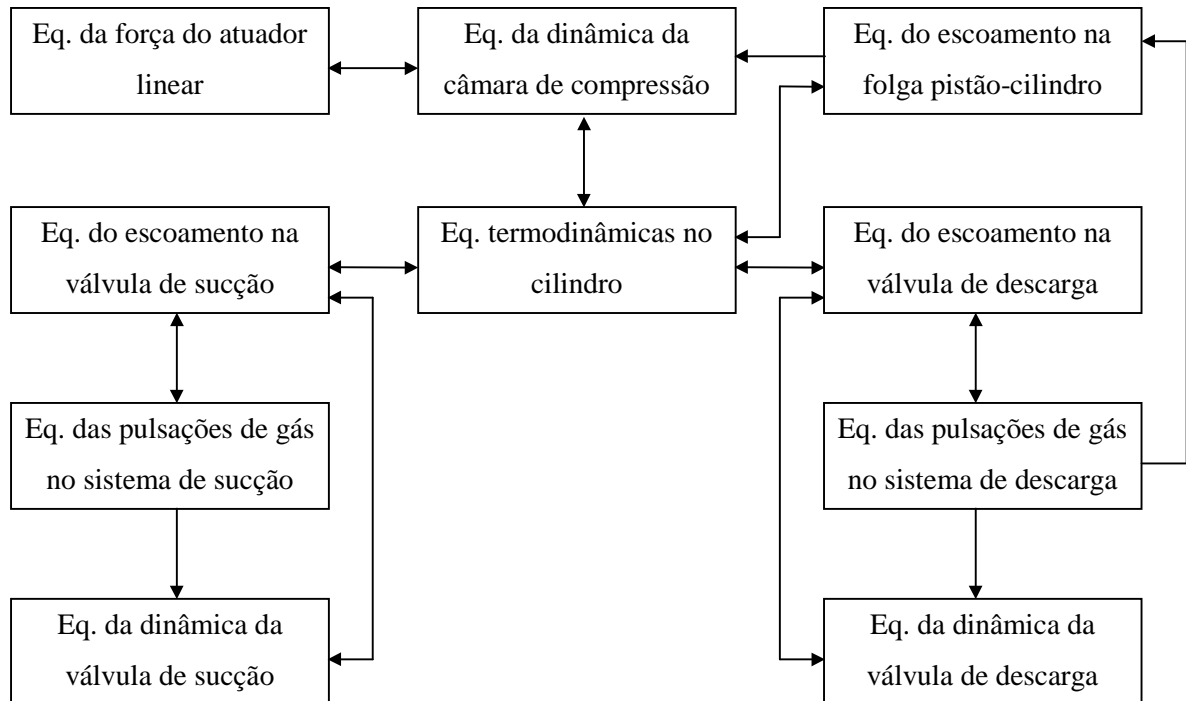 Eq. da força do atuador
linear
Eq. da dinâmica da
câmara de compressão
Eq. do escoamento na
folga pistão-cilindro
Eq. do escoamento na
válvula de sucção
Eq. termodinâmicas no
cilindro
Eq. do escoamento na
válvula de descarga
Eq. das pulsações de gás
no sistema de sucção
Eq. das pulsações de gás
no sistema de descarga
Eq. da dinâmica da
válvula de sucção
Eq. da dinâmica da
válvula de descarga